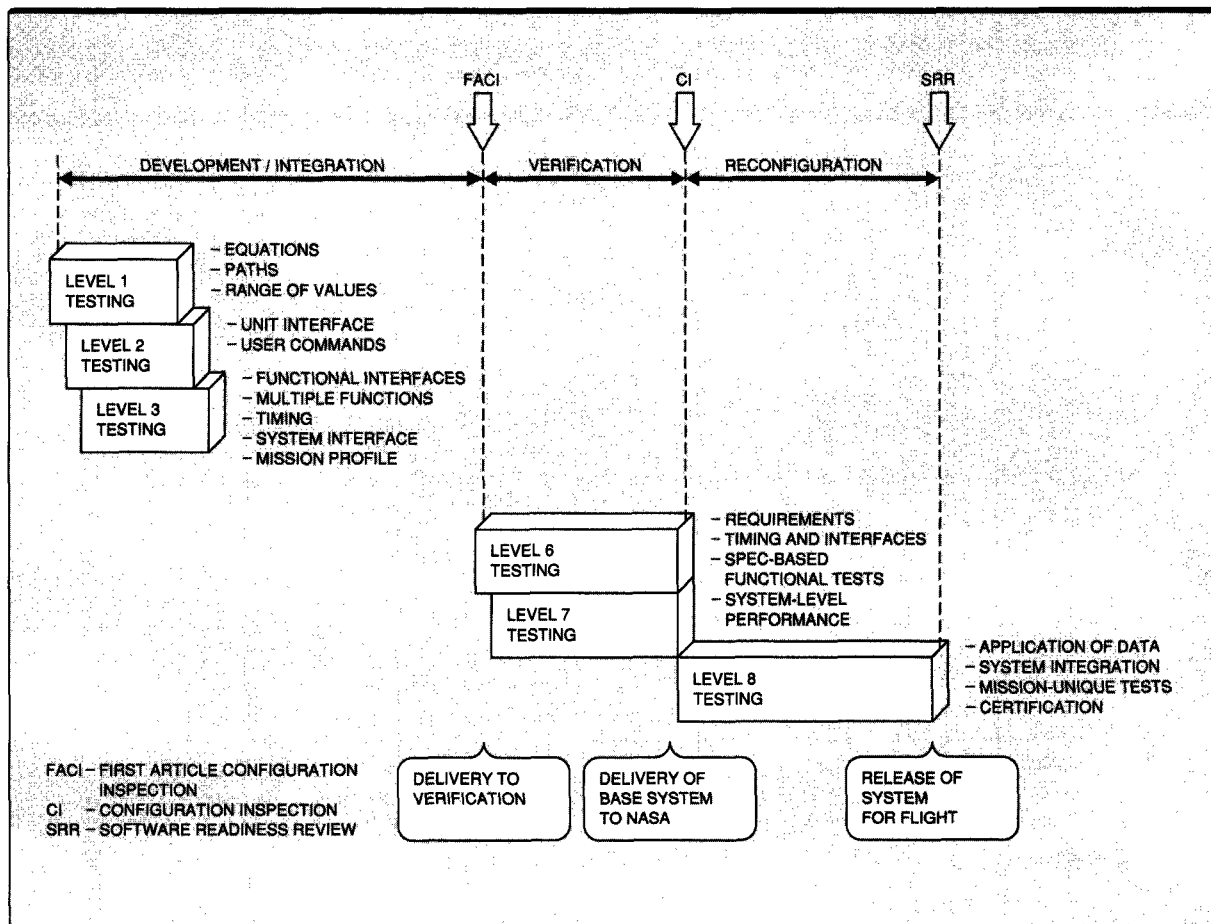 FACI
CI
SRR
DEVELOPMENT / INTEGRATION
VERIFICATION
RECONFIGURATION
LEVEL 1
TESTING
– EQUATIONS
– PATHS
– RANGE OF VALUES
LEVEL 2
TESTING
– UNIT INTERFACE
– USER COMMANDS
LEVEL 3
TESTING
– FUNCTIONAL INTERFACES
– MULTIPLE FUNCTIONS
– TIMING
– SYSTEM INTERFACE
– MISSION PROFILE
LEVEL 6
TESTING
LEVEL 7
TESTING
– REQUIREMENTS
– TIMING AND INTERFACES
– SPEC-BASED
FUNCTIONAL TESTS
– SYSTEM-LEVEL
PERFORMANCE
LEVEL 8
TESTING
– APPLICATION OF DATA
– SYSTEM INTEGRATION
– MISSION-UNIQUE TESTS
– CERTIFICATION
FACI – FIRST ARTICLE CONFIGURATION
INSPECTION
CI – CONFIGURATION INSPECTION
SRR – SOFTWARE READINESS REVIEW
DELIVERY TO
VERIFICATION
DELIVERY OF
BASE SYSTEM
TO NASA
RELEASE OF
SYSTEM
FOR FLIGHT